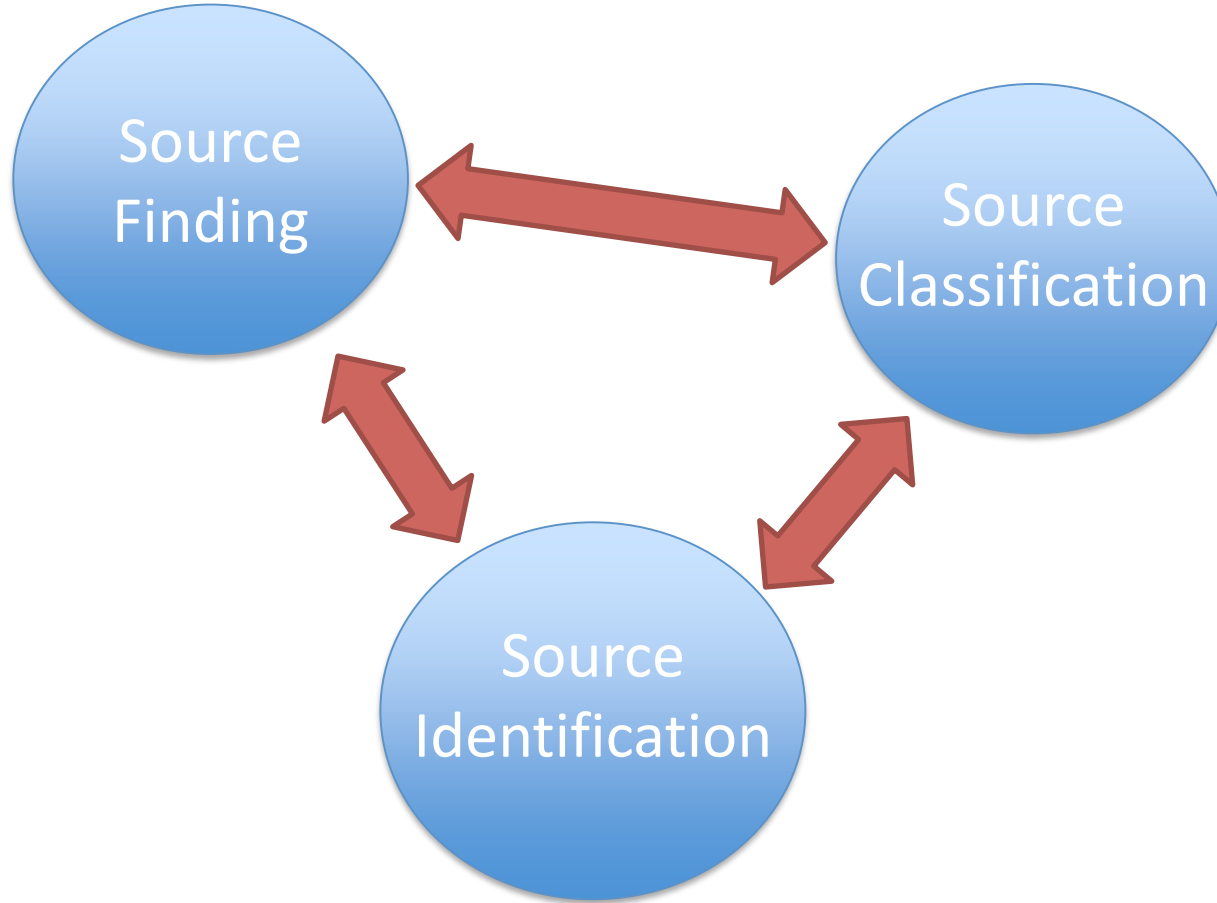 Source
Finding
Source
Classification
Source
Identification